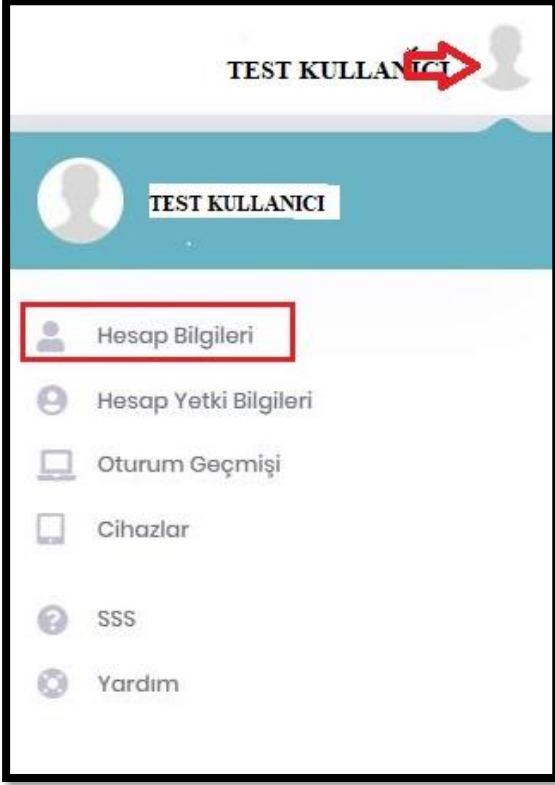 TEST KULLANICI
TEST KULLANICI
Hesap Bilgileri
Hesap Yetki Bilgileri
Oturum Geçmişi
Cihazlar
SSS
Yardım